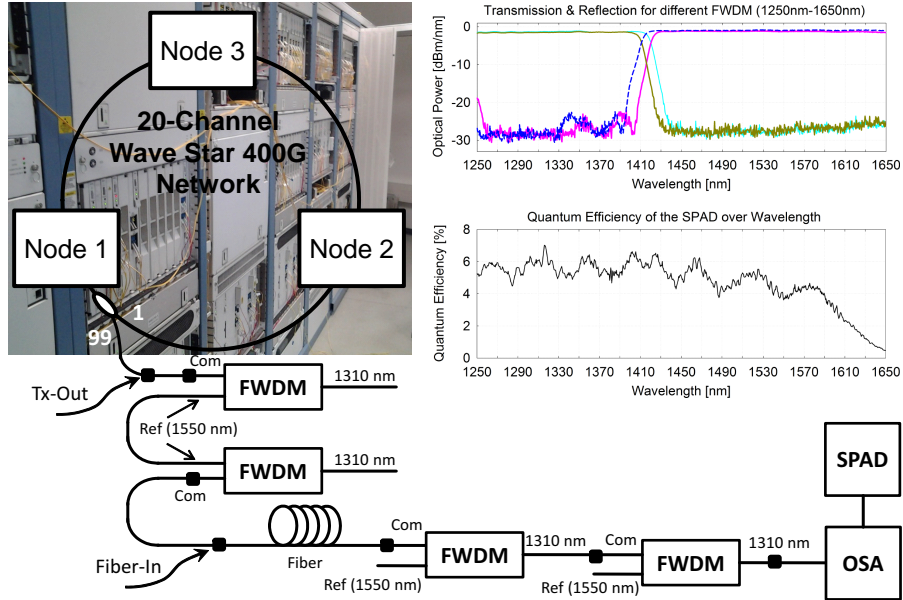 Node 3
20-Channel
Wave Star 400G
Network
Node 1
Node 2
1
99
Transmission & Reflection for different FWDM (1250nm-1650nm)
Optical Power [dBm/nm]
0
-10
-20
-30
1250 1290 1330 1370 1410 1450 1490 1530 1570 1610 1650
Wavelength [nm]
Quantum Efficiency of the SPAD over Wavelength
Quantum Efficiency [%]
8
6
4
2
0
1250 1290 1330 1370 1410 1450 1490 1530 1570 1610 1650
Wavelength [nm]
Tx-Out
Com
FWDM
1310 nm
Ref (1550 nm)
FWDM
1310 nm
Com
Fiber-In
Fiber
Com
Ref (1550 nm)
FWDM
1310 nm
Com
Ref (1550 nm)
FWDM
1310 nm
OSA
SPAD